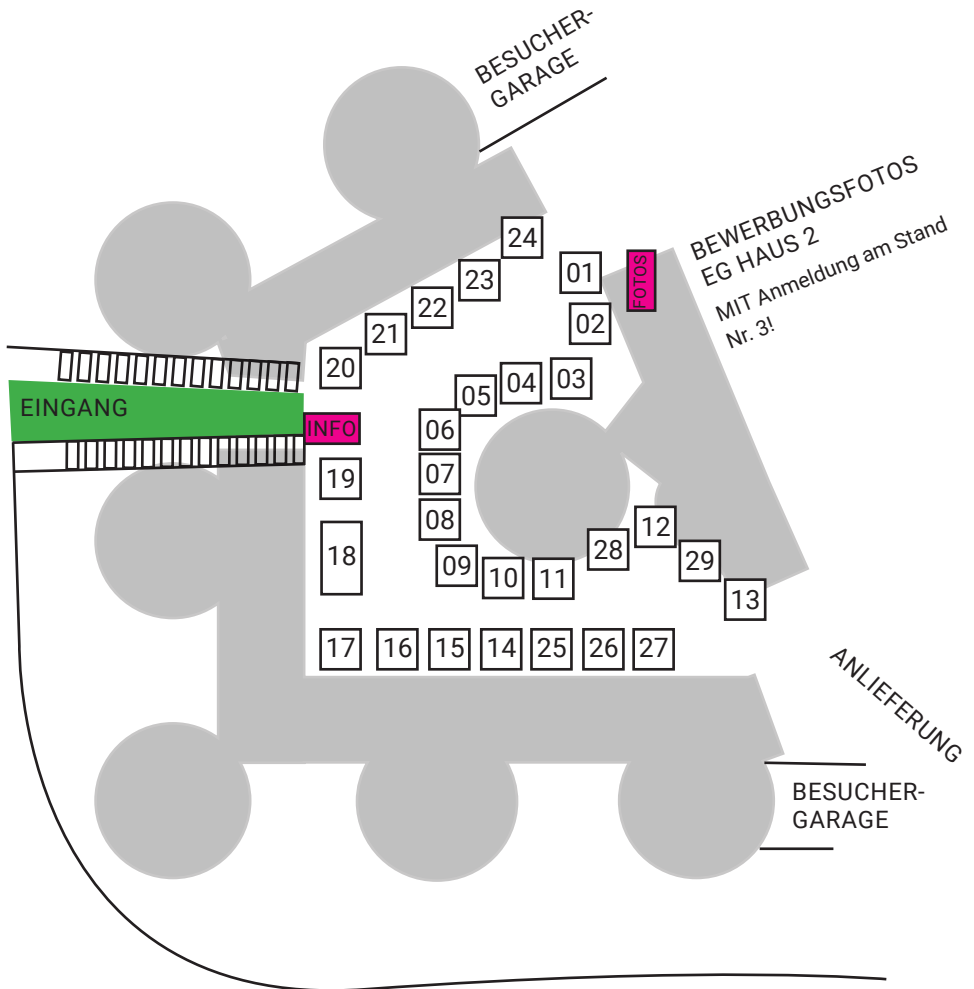 BESUCHER-
GARAGE
BEWERBUNGSFOTOS
EG HAUS 2
MIT Anmeldung am Stand
Nr. 3!
24
01
FOTOS
23
02
22
21
20
03
04
05
EINGANG
INFO
06
19
07
08
18
12
28
29
09
10
11
13
17
16
15
14
25
26
27
ANLIEFERUNG
BESUCHER-
GARAGE